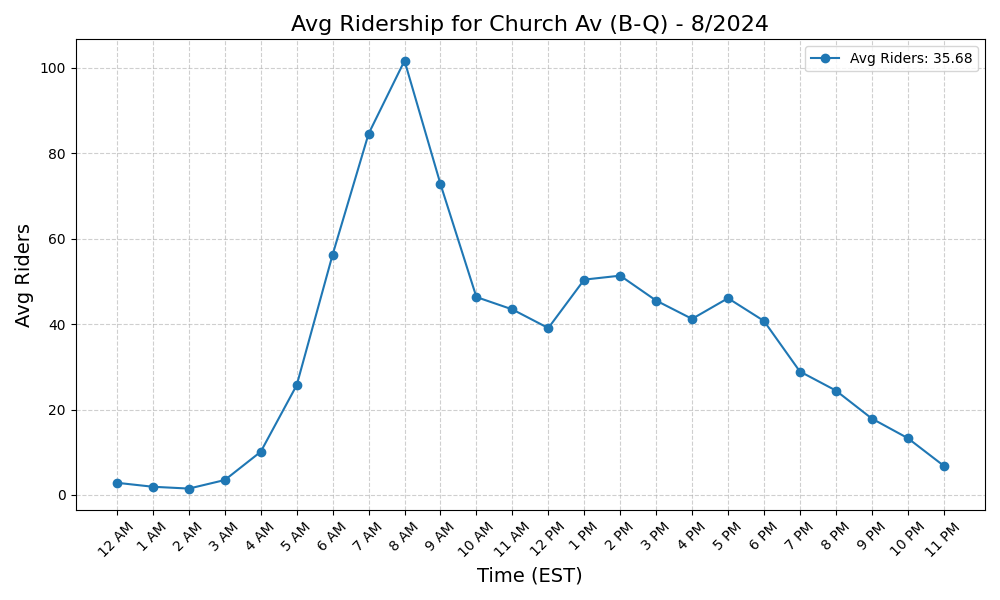 Avg Ridership for Church Av (B-Q) - 8/2024
Avg Riders: 35.68
Avg Riders
100
80
60
40
20
0
12 AM
1 AM
2 AM
3 AM
4 AM
5 AM
6 AM
7 AM
8 AM
9 AM
10 AM
11 AM
12 PM
1 PM
2 PM
3 PM
4 PM
5 PM
6 PM
7 PM
8 PM
9 PM
10 PM
11 PM
Time (EST)